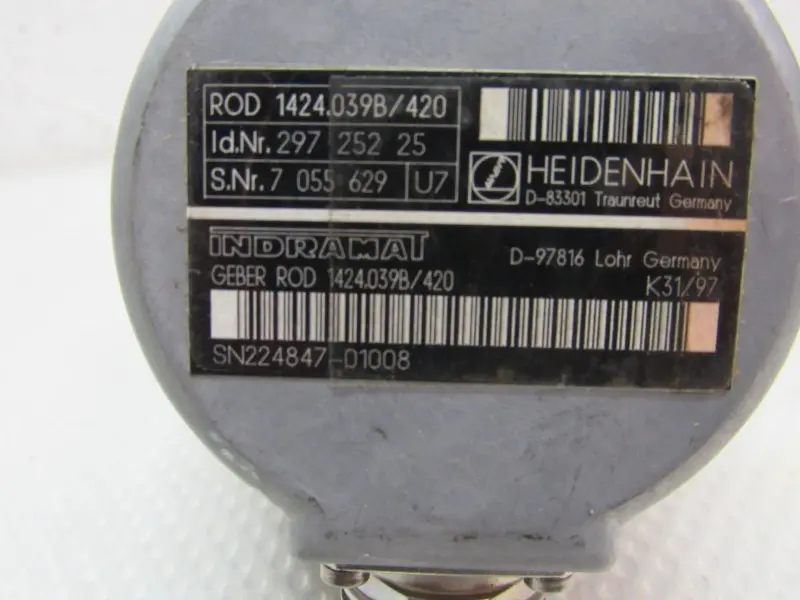 ROD 1424.039B/420
Id.Nr. 297 252 25
S.Nr. 7 055 629 U7
HEIDENHAIN
D-83301 Traunreut Germany
INDRAMAT
D-97816 Lohr Germany
GEBER ROD 1424.039B/420
K31/97
SN224847-01008